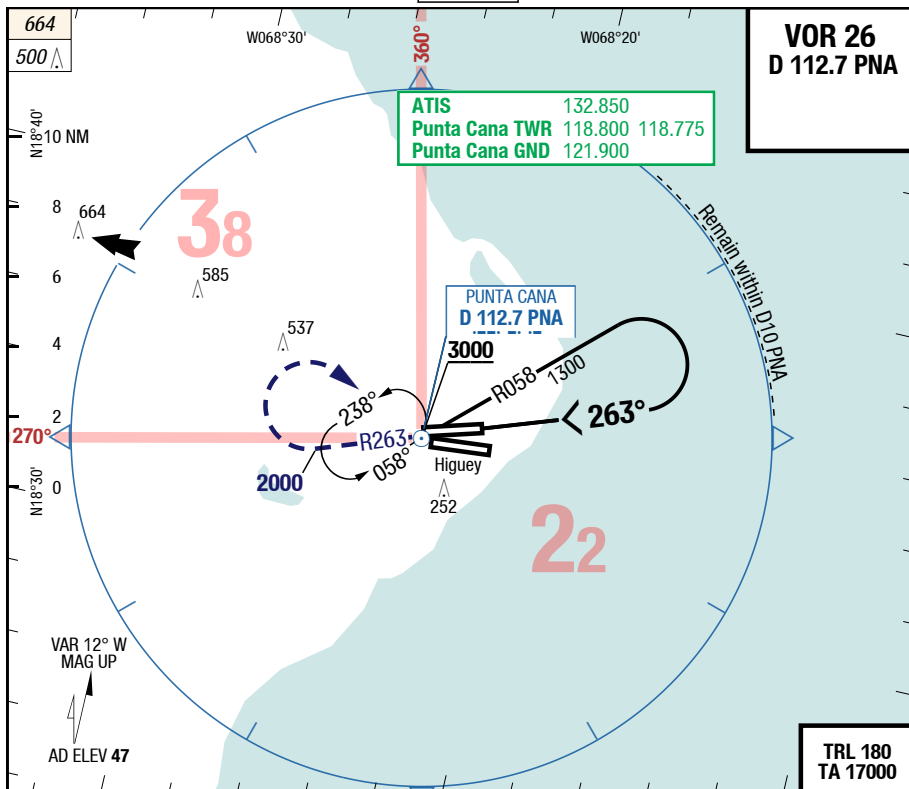 664
500
W068°30'
360°
W068°20'
VOR 26
D 112.7 PNA
ATIS 132.850
Punta Cana TWR 118.800 118.775
Punta Cana GND 121.900
N18°40'
10 NM
8
6
4
2
0
N18°30'
38
664
585
537
Remain within D10 PNA
PUNTA CANA
D 112.7 PNA
3000
R058
1300
263°
238°
270°
R263
058°
2000
Higuey
252
22
VAR 12° W
MAG UP
AD ELEV 47
TRL 180
TA 17000